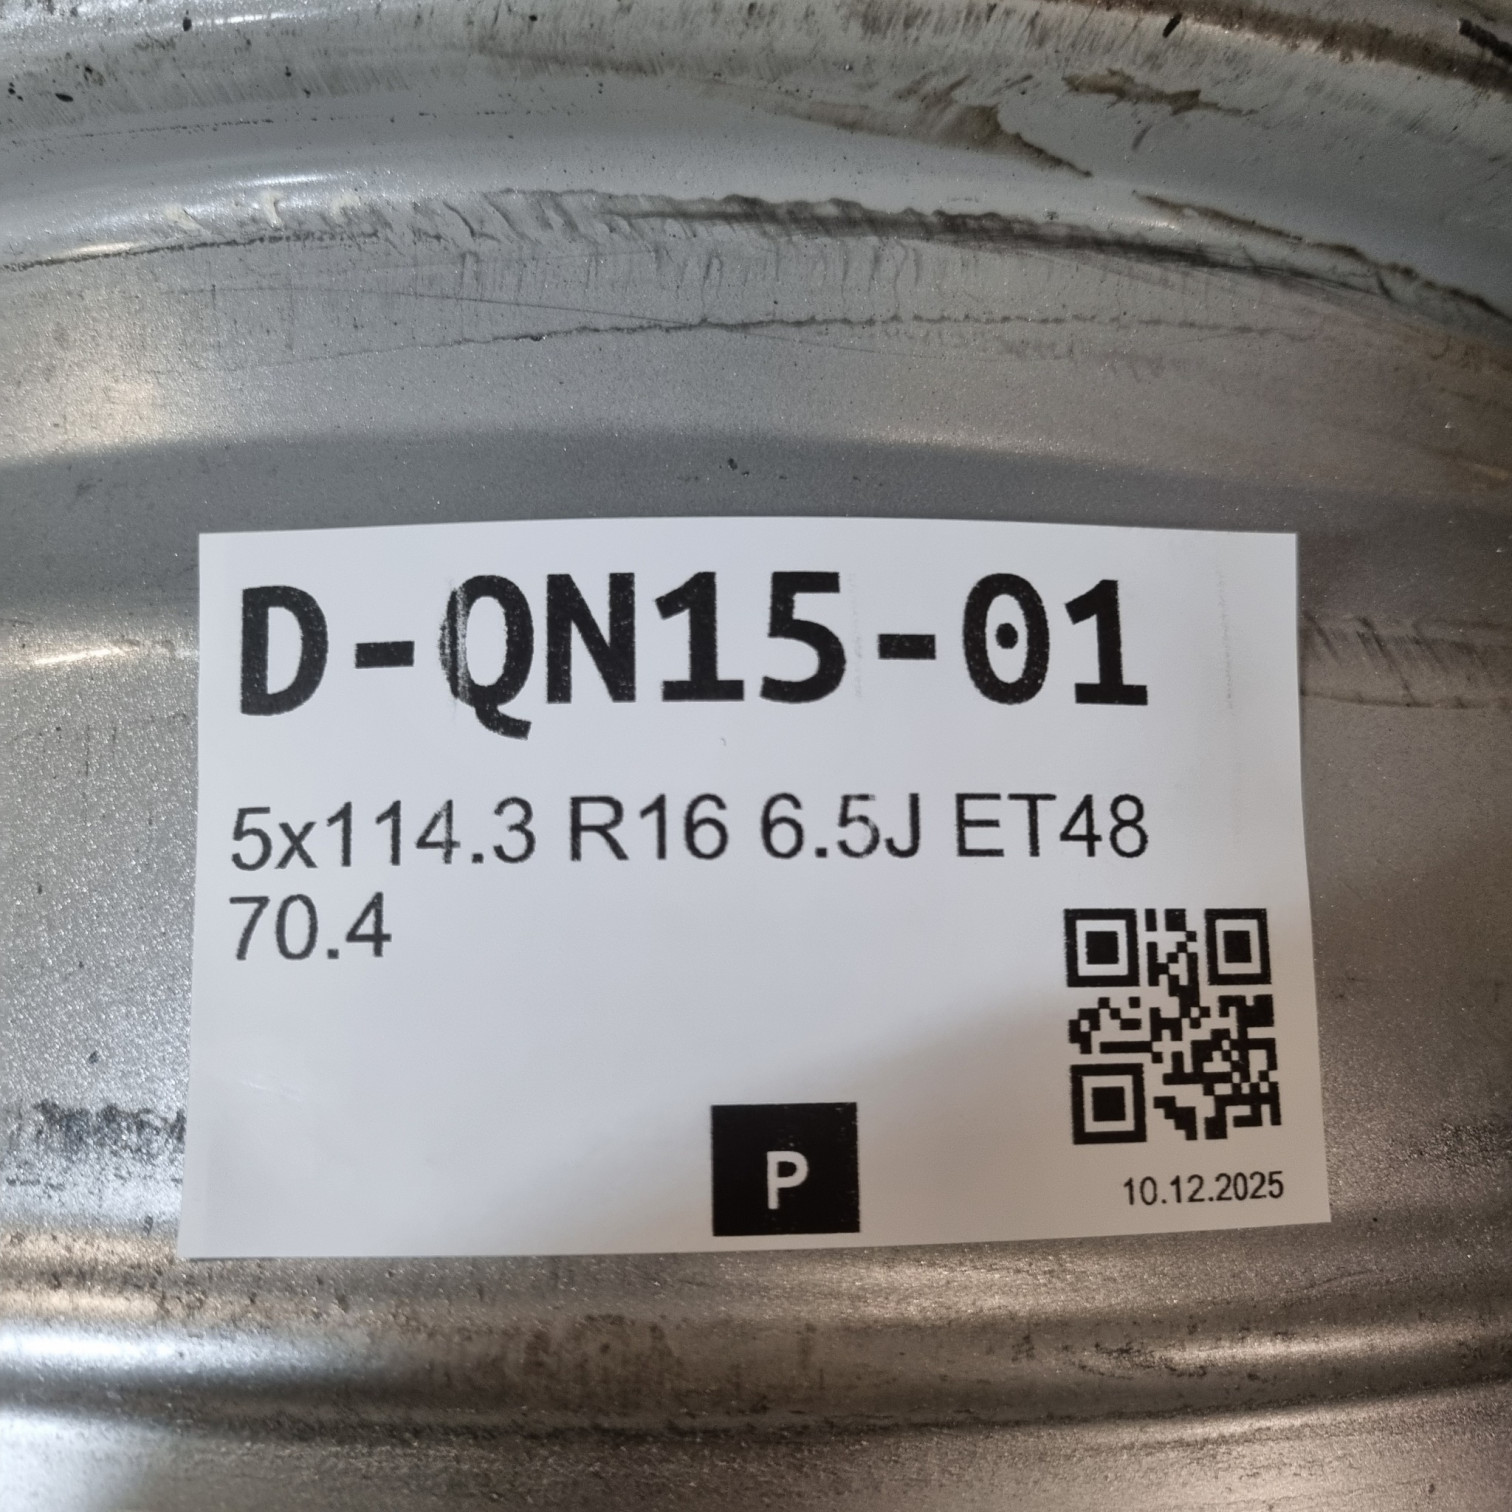 D-QN15-01
5x114.3 R16 6.5J ET48
70.4
P
10.12.2025